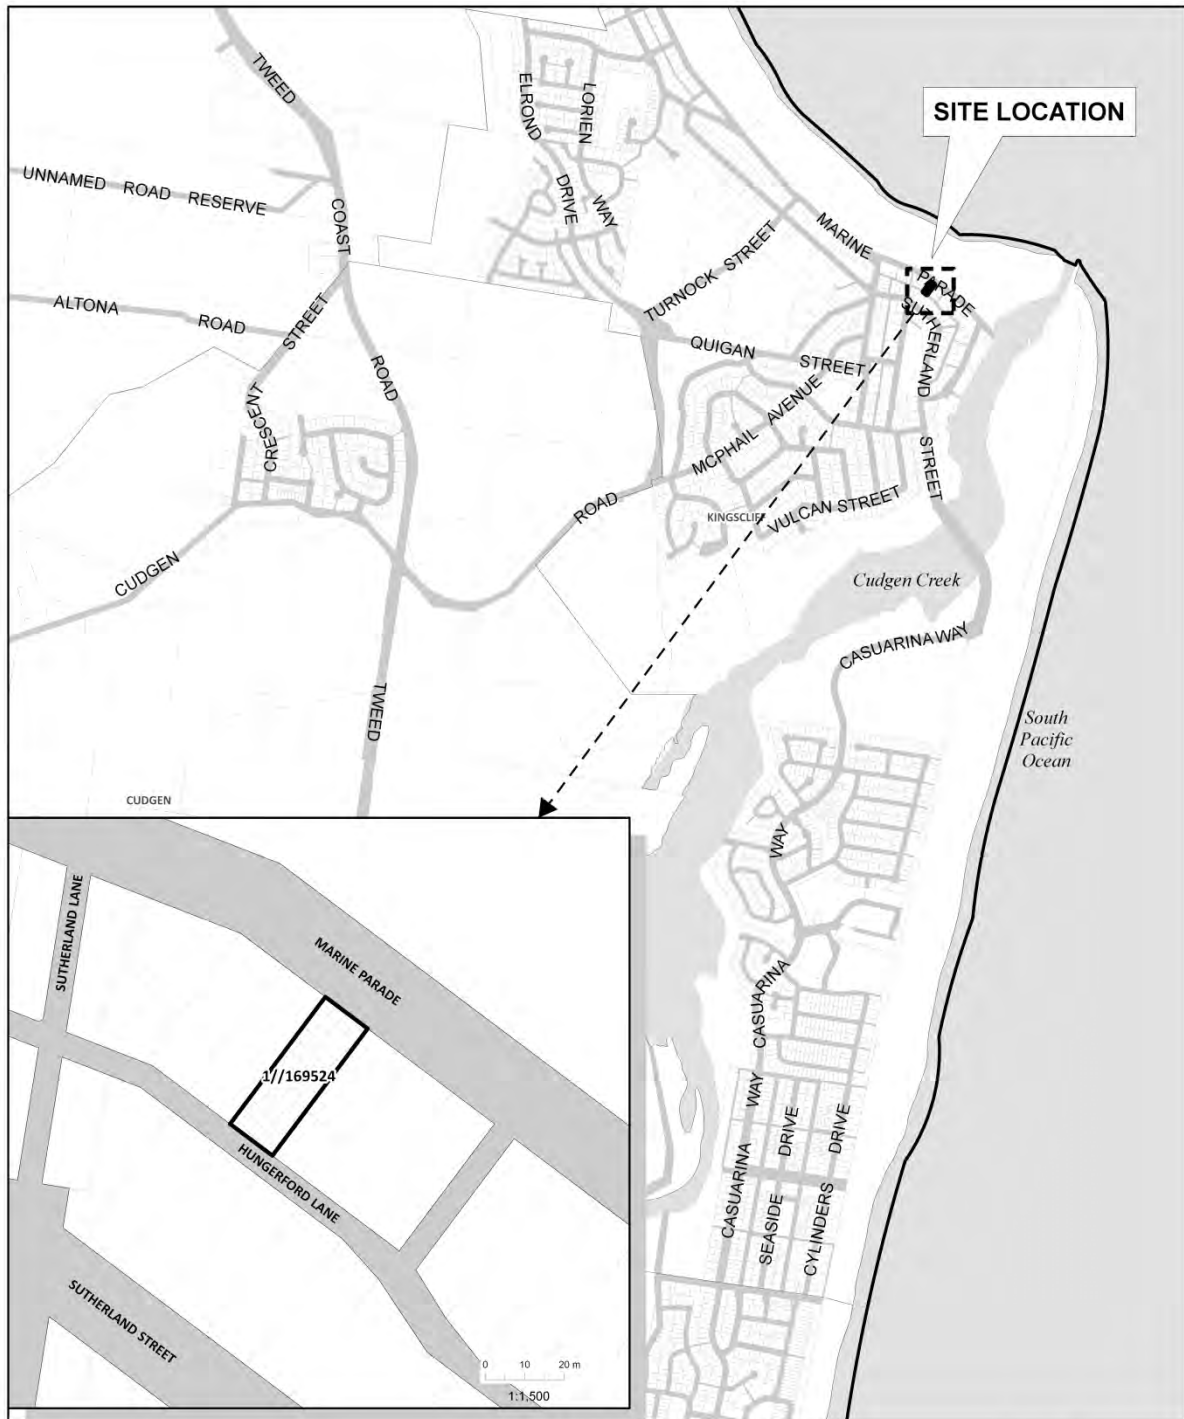 TWEED
ELROND
LORIEN
SITE LOCATION
UNNAMED ROAD RESERVE
COAST
DRIVE
WAY
MARINE
PARADE
TURNOCK STREET
ALTONA ROAD
STREET
SUTHERLAND
ROAD
QUIGAN STREET
CRESCENT
MCPHAIL AVENUE
STREET
ROAD
KINGSCLIFF
VULCAN STREET
CUDGEN
Cudgen Creek
CASUARINA WAY
TWEED
South
Pacific
Ocean
CUDGEN
WAY
CASUARINA
WAY
CASUARINA
SEASIDE DRIVE
CYLINDERS DRIVE
SUTHERLAND LANE
MARINE PARADE
1//169524
HUNGERFORD LANE
SUTHERLAND STREET
0 10 20 m
1:1,500